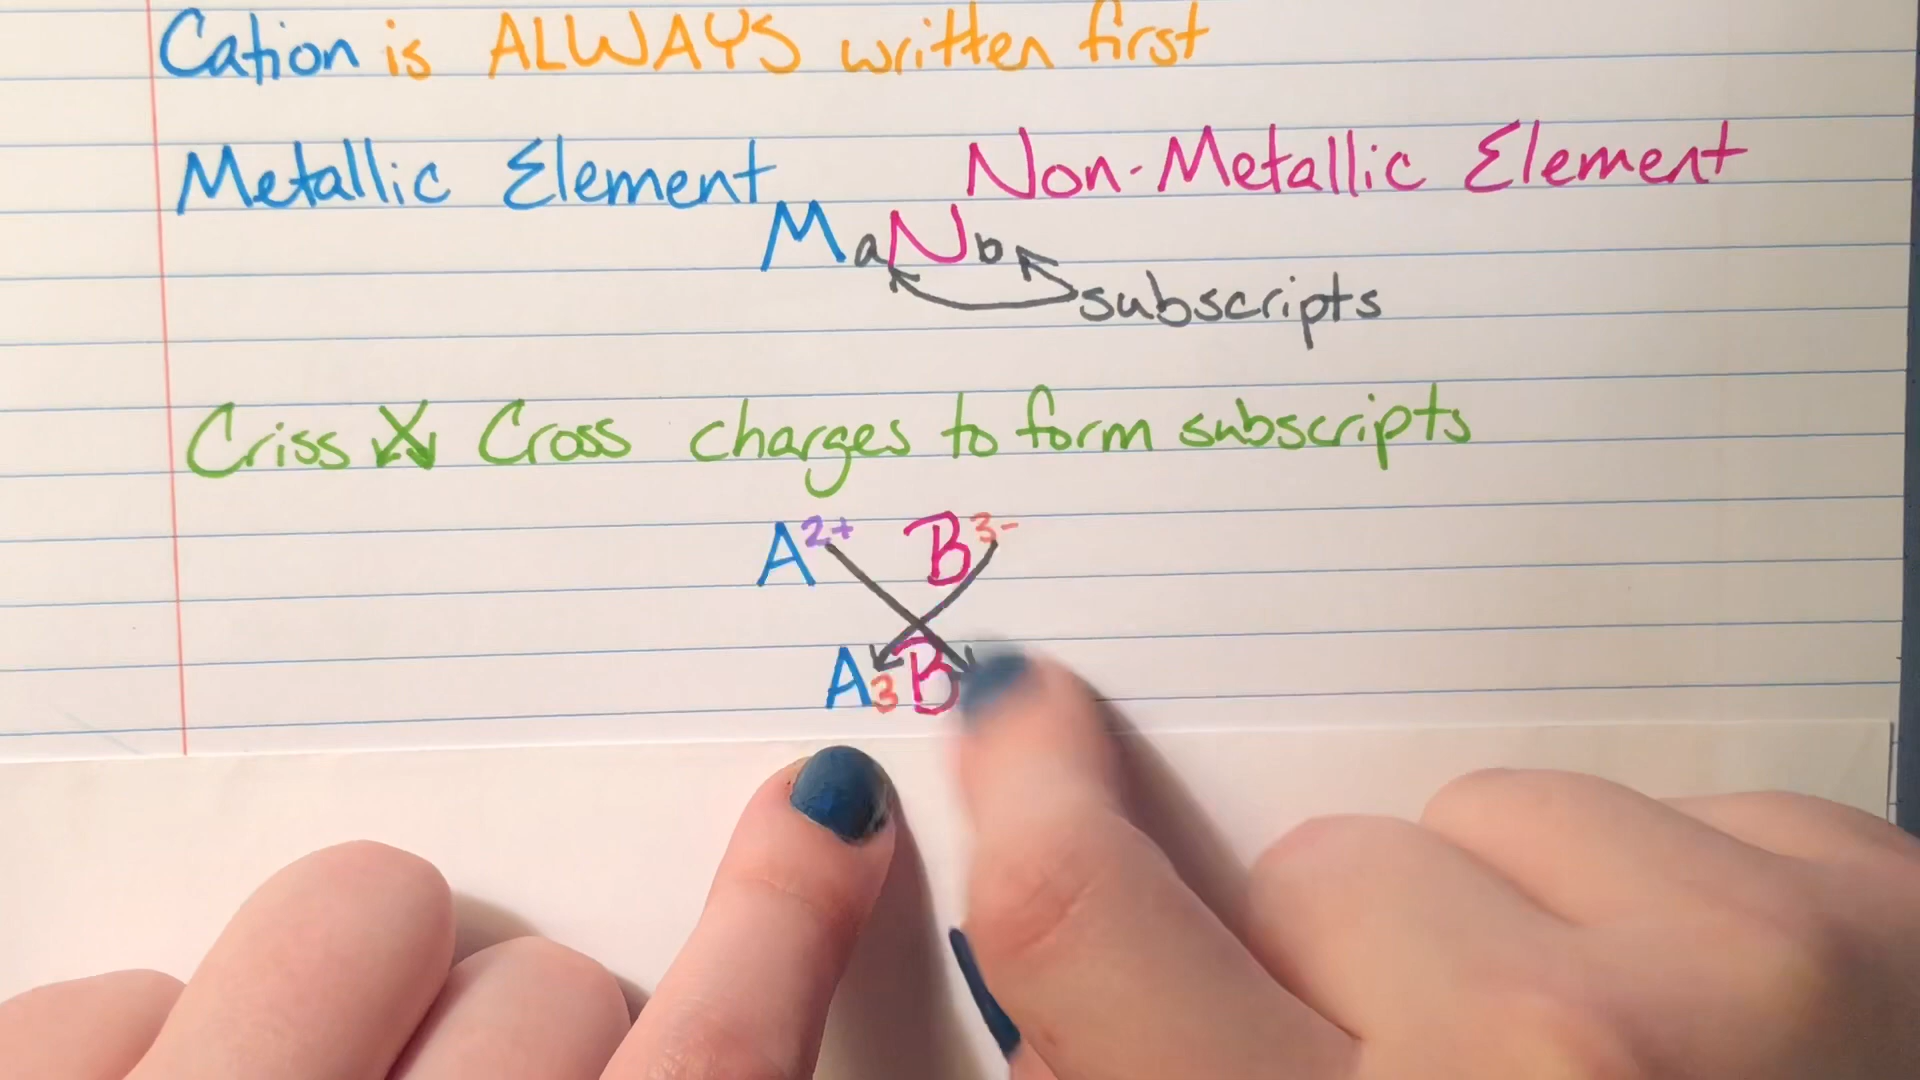 Cation is ALWAYS written first
Metallic Element Non-Metallic Element
MaNb
subscripts
Criss Cross charges to form subscripts
A2+ B3-
A3B